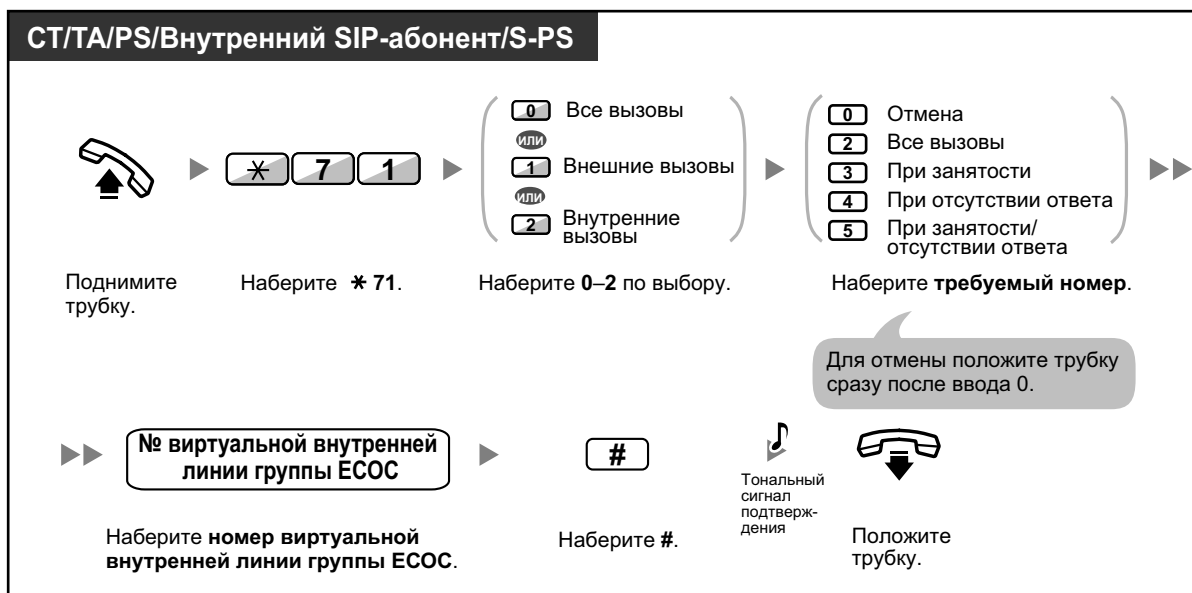 CT/TA/PS/Внутренний SIP-абонент/S-PS
0 Все вызовы
или
1 Внешние вызовы
или
2 Внутренние
вызовы
0 Отмена
2 Все вызовы
3 При занятости
4 При отсутствии ответа
5 При занятости/
отсутствии ответа
* 7 1
Поднимите
трубку.
Наберите * 71.
Наберите 0–2 по выбору.
Наберите требуемый номер.
Для отмены положите трубку
сразу после ввода 0.
№ виртуальной внутренней
линии группы ЕСОС
#
Тональный
сигнал
подтверж-
дения
Наберите номер виртуальной
внутренней линии группы ЕСОС.
Наберите #.
Положите
трубку.